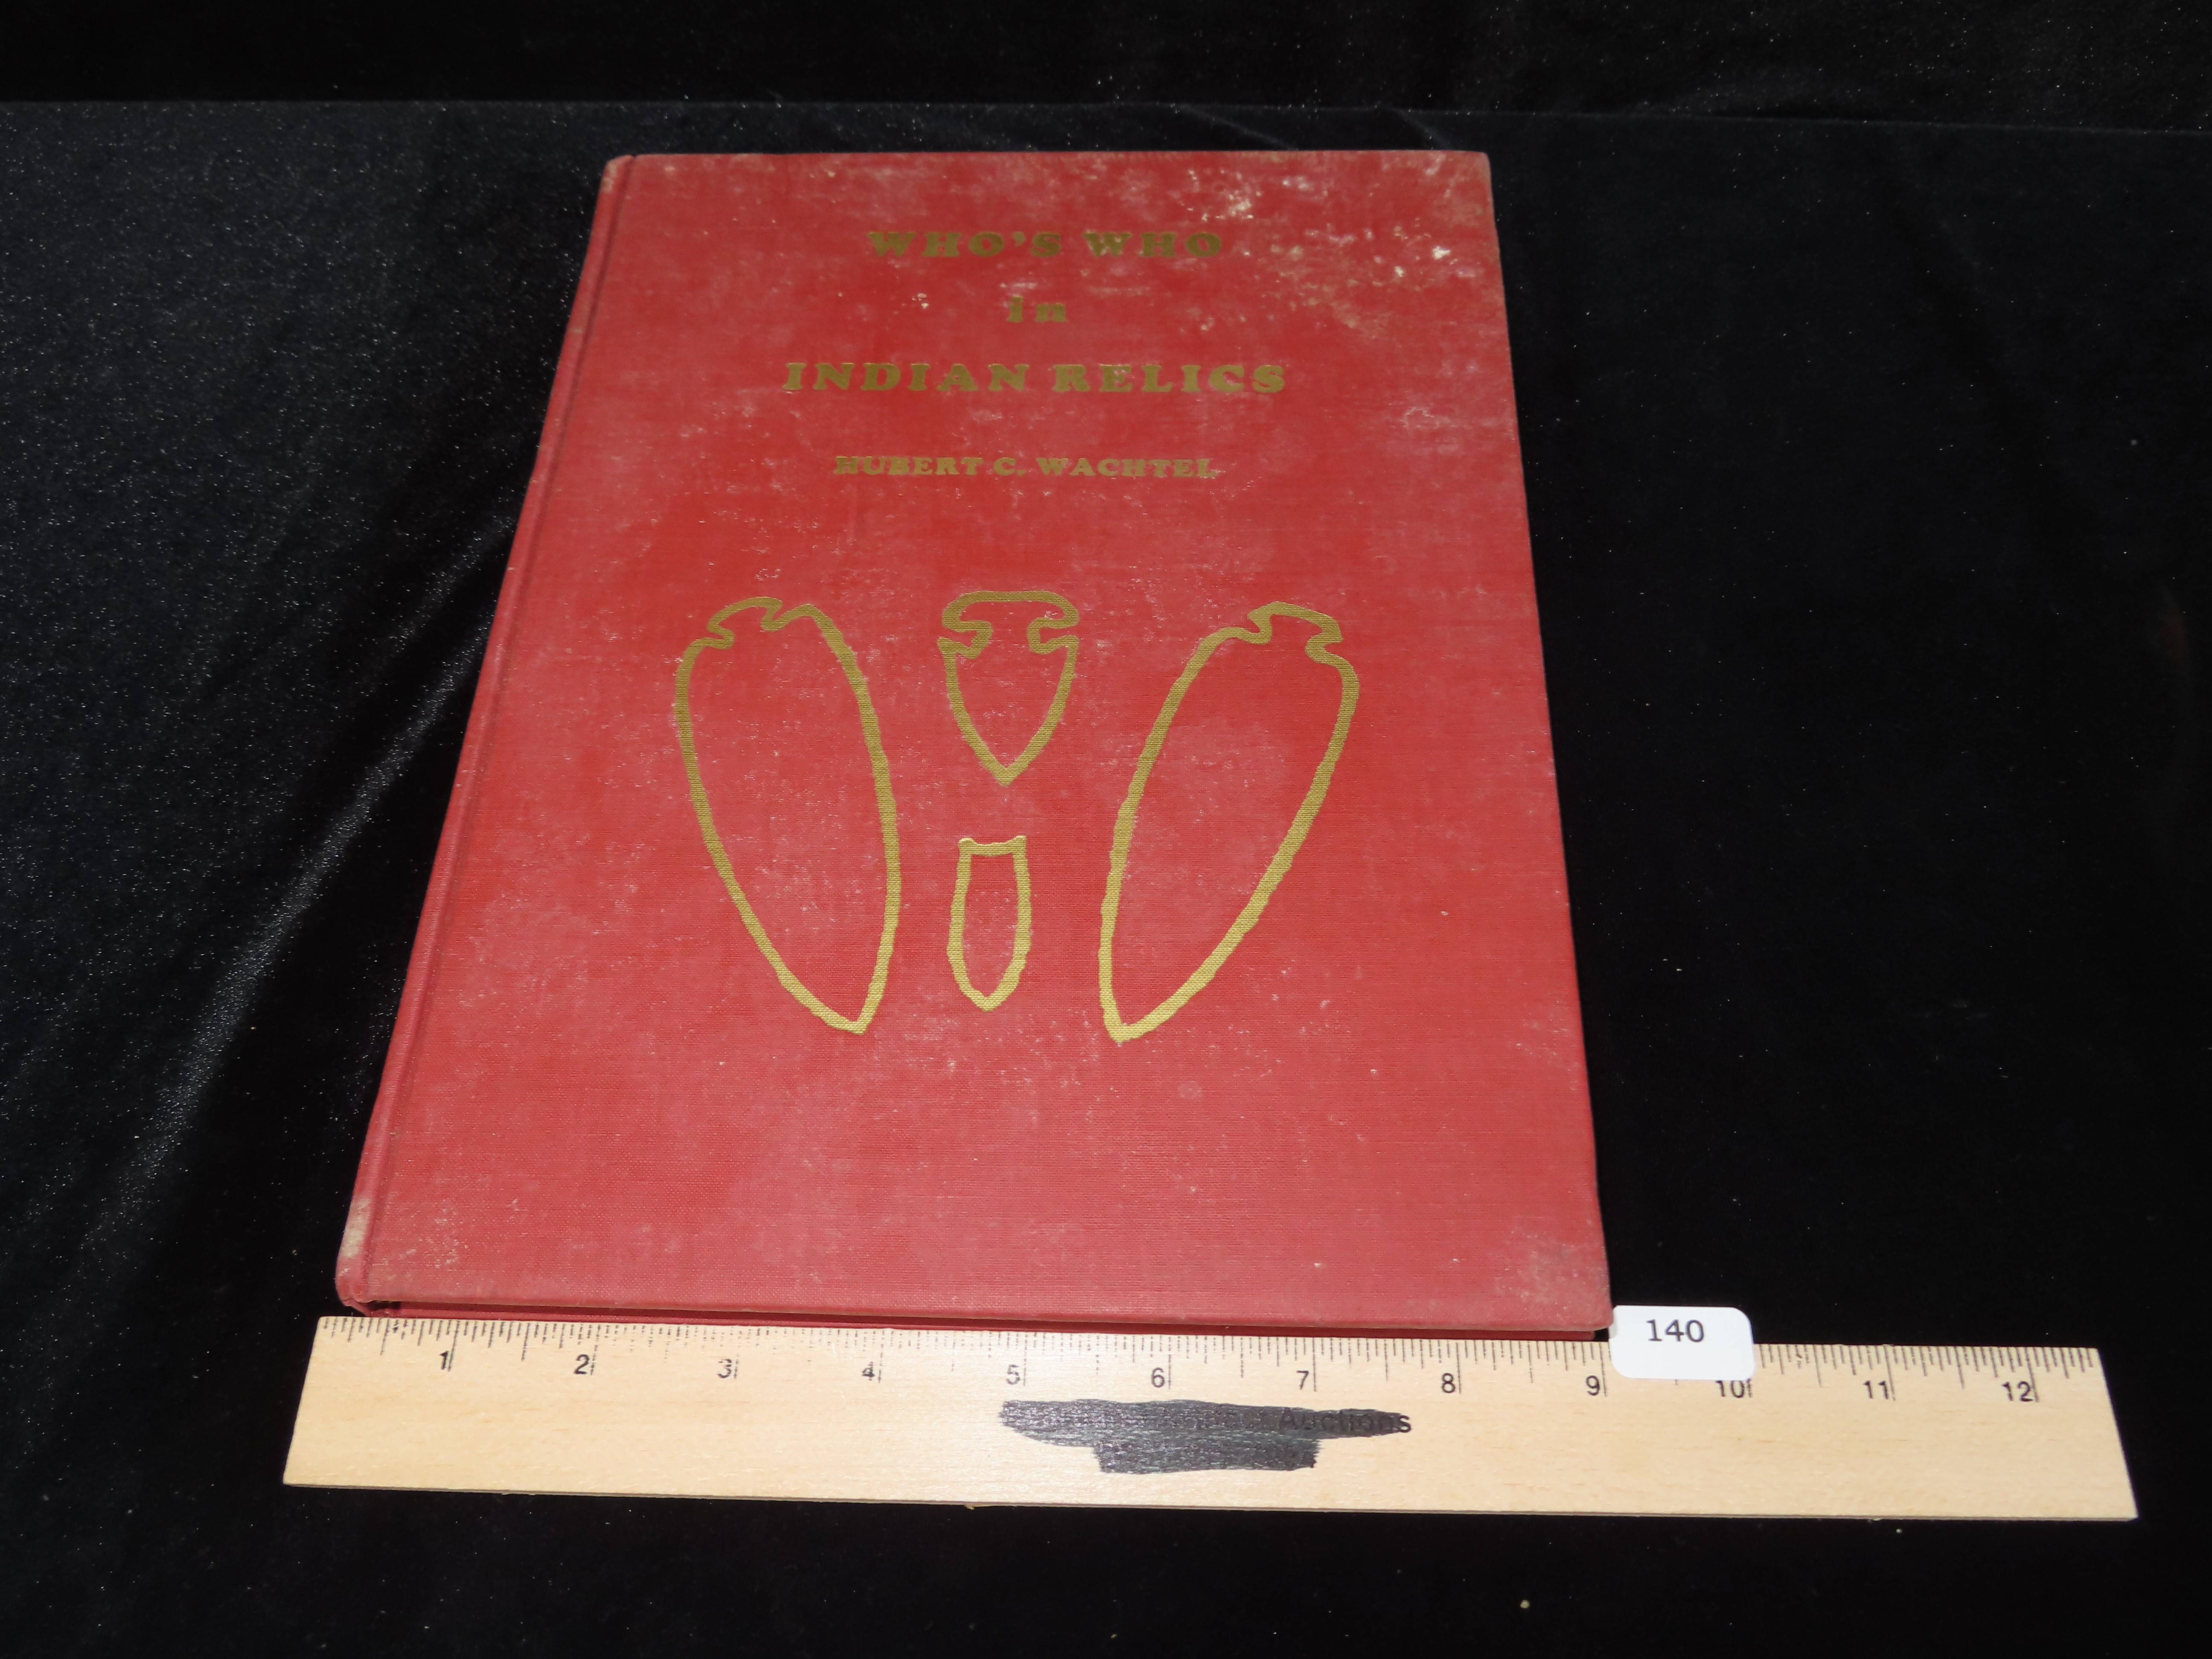 WHO'S WHO
in
INDIAN RELICS
HUBERT C. WACHTEL
140
1 2 3 4 5 6 7 8 9 10 11 12
Auctions